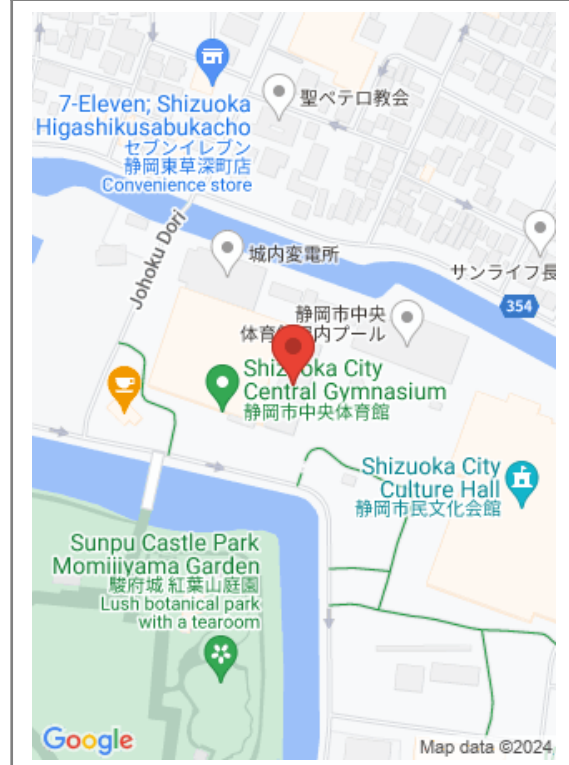 7-Eleven; Shizuoka
Higashikusabukacho
セブンイレブン
静岡東草深町店
Convenience store
聖ペテロ教会
Johoku Dori
城内変電所
サンライフ長
354
静岡市中央
体育 内プール
Shizuoka City
Central Gymnasium
静岡市中央体育館
Shizuoka City
Culture Hall
静岡市民文化会館
Sunpu Castle Park
Momijiyama Garden
駿府城 紅葉山庭園
Lush botanical park
with a tearoom
Google
Map data ©2024